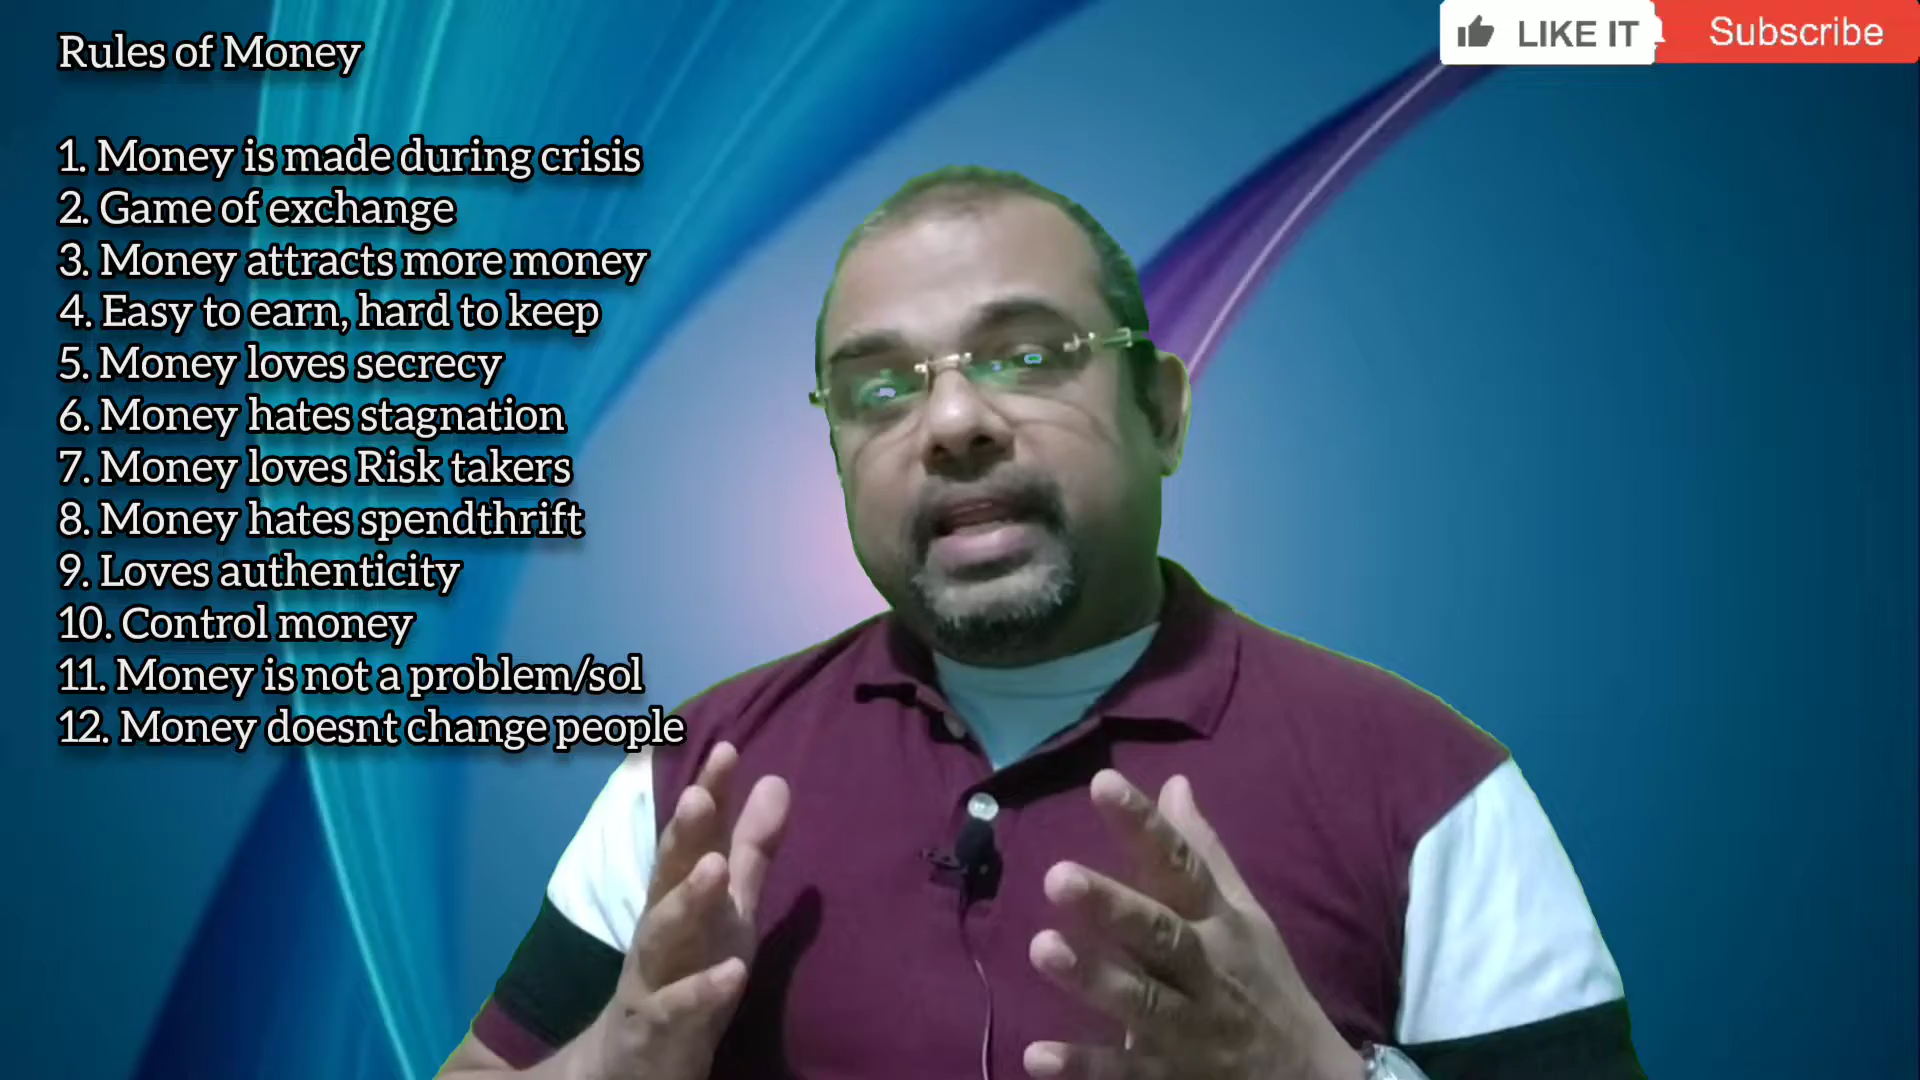 Rules of Money
1. Money is made during crisis
2. Game of exchange
3. Money attracts more money
4. Easy to earn, hard to keep
5. Money loves secrecy
6. Money hates stagnation
7. Money loves Risk takers
8. Money hates spendthrift
9. Loves authenticity
10. Control money
11. Money is not a problem/sol
12. Money doesnt change people
LIKE IT
Subscribe